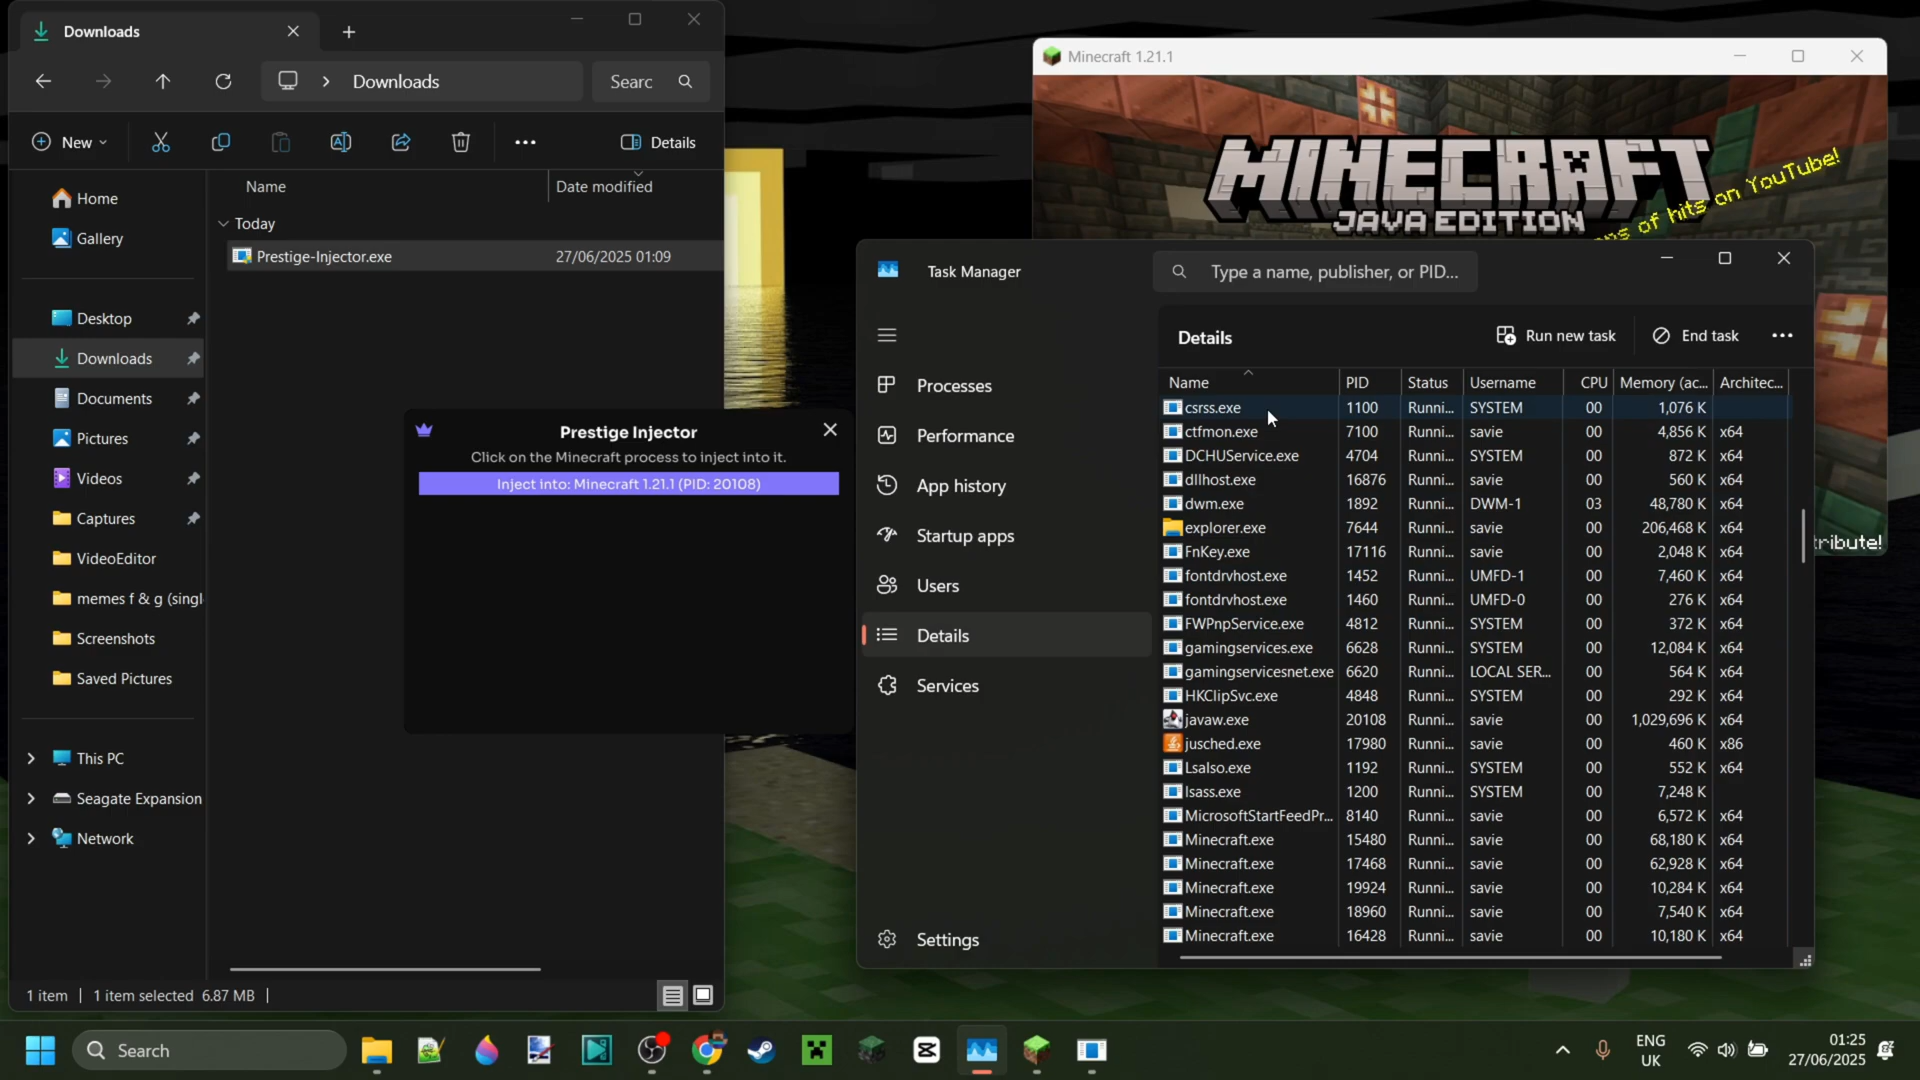 Downloads
Downloads
Searc
New
Details
Name
Date modified
Today
Prestige-Injector.exe
27/06/2025 01:09
Home
Gallery
Desktop
Downloads
Documents
Pictures
Videos
Captures
VideoEditor
memes f & g (singl
Screenshots
Saved Pictures
This PC
Seagate Expansion
Network
1 item
1 item selected 6.87 MB
Prestige Injector
Click on the Minecraft process to inject into it.
Inject into: Minecraft 1.21.1 (PID: 20108)
Minecraft 1.21.1
MINECRAFT
JAVA EDITION
of hits on YouTube!
tribute!
Task Manager
Type a name, publisher, or PID...
Processes
Performance
App history
Startup apps
Users
Details
Services
Settings
Details
Run new task
End task
Name PID Status Username CPU Memory (ac... Architec...
csrss.exe 1100 Runni... SYSTEM 00 1,076 K
ctfmon.exe 7100 Runni... savie 00 4,856 K x64
DCHUService.exe 4704 Runni... SYSTEM 00 872 K x64
dllhost.exe 16876 Runni... savie 00 560 K x64
dwm.exe 1892 Runni... DWM-1 03 48,780 K x64
explorer.exe 7644 Runni... savie 00 206,468 K x64
FnKey.exe 17116 Runni... savie 00 2,048 K x64
fontdrvhost.exe 1452 Runni... UMFD-1 00 7,460 K x64
fontdrvhost.exe 1460 Runni... UMFD-0 00 276 K x64
FWPnpService.exe 4812 Runni... SYSTEM 00 372 K x64
gamingservices.exe 6628 Runni... SYSTEM 00 12,084 K x64
gamingservicesnet.exe 6620 Runni... LOCAL SER... 00 564 K x64
HKClipSvc.exe 4848 Runni... SYSTEM 00 292 K x64
javaw.exe 20108 Runni... savie 00 1,029,696 K x64
jusched.exe 17980 Runni... savie 00 460 K x86
LsaIso.exe 1192 Runni... SYSTEM 00 552 K x64
lsass.exe 1200 Runni... SYSTEM 00 7,248 K
MicrosoftStartFeedPr... 8140 Runni... savie 00 6,572 K x64
Minecraft.exe 15480 Runni... savie 00 68,180 K x64
Minecraft.exe 17468 Runni... savie 00 62,928 K x64
Minecraft.exe 19924 Runni... savie 00 10,284 K x64
Minecraft.exe 18960 Runni... savie 00 7,540 K x64
Minecraft.exe 16428 Runni... savie 00 10,180 K x64
Search
ENG
UK
01:25
27/06/2025